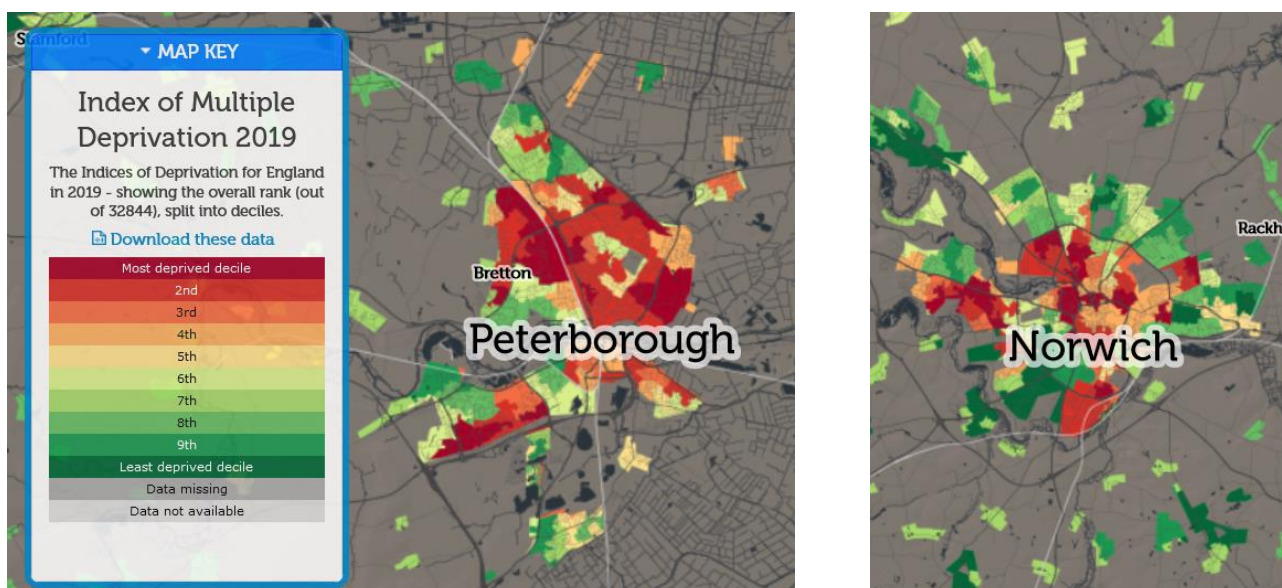 Stamford
MAP KEY
Index of Multiple
Deprivation 2019
The Indices of Deprivation for England
in 2019 - showing the overall rank (out
of 32844), split into deciles.
Download these data
Most deprived decile
2nd
3rd
4th
5th
6th
7th
8th
9th
Least deprived decile
Data missing
Data not available
Bretton
Peterborough
Norwich
Rackh